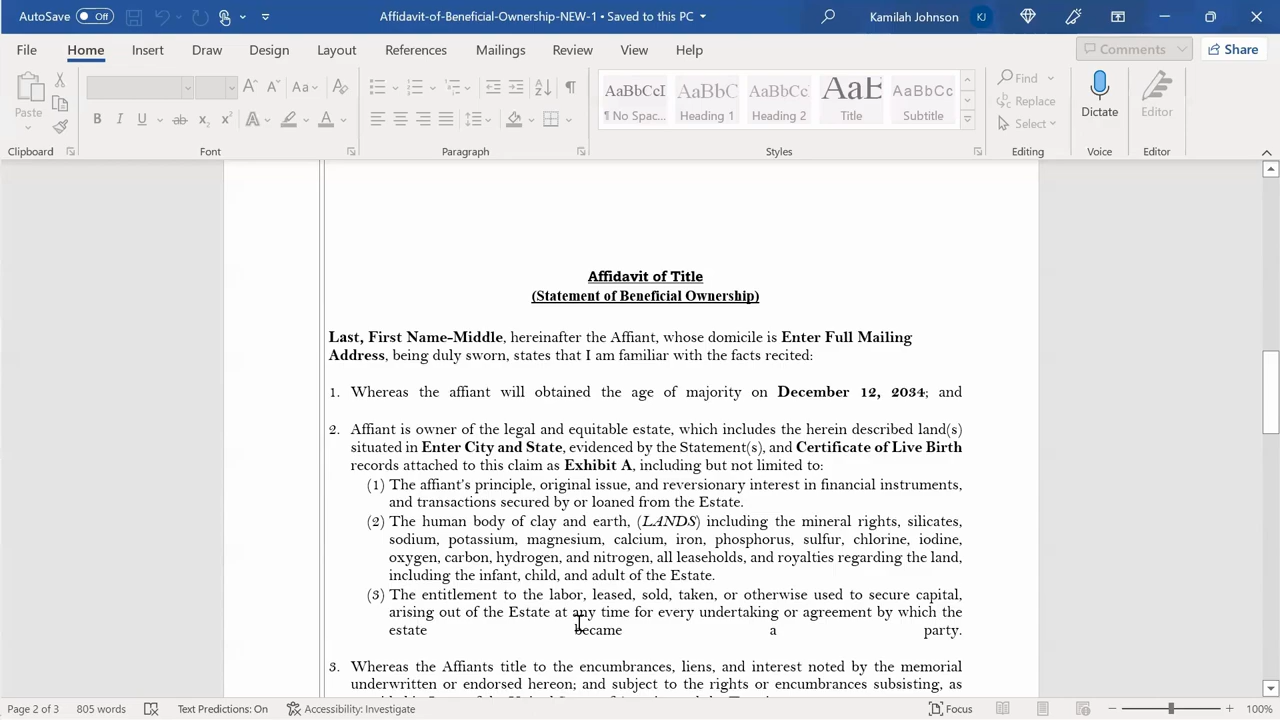 AutoSave Off Affidavit-of-Beneficial-Ownership-NEW-1 • Saved to this PC Kamilah Johnson KJ
File Home Insert Draw Design Layout References Mailings Review View Help Comments Share
Paste Find
Replace
Select
Dictate Editor
AaBbCcD AaBbC AaBbCc AaB AaBbCc
¶ No Spac... Heading 1 Heading 2 Title Subtitle
Clipboard Font Paragraph Styles Editing Voice Editor
Affidavit of Title
(Statement of Beneficial Ownership)
Last, First Name-Middle, hereinafter the Affiant, whose domicile is Enter Full Mailing
Address, being duly sworn, states that I am familiar with the facts recited:
1. Whereas the affiant will obtained the age of majority on December 12, 2034; and
2. Affiant is owner of the legal and equitable estate, which includes the herein described land(s)
situated in Enter City and State, evidenced by the Statement(s), and Certificate of Live Birth
records attached to this claim as Exhibit A, including but not limited to:
(1) The affiant's principle, original issue, and reversionary interest in financial instruments,
and transactions secured by or loaned from the Estate.
(2) The human body of clay and earth, (LANDS) including the mineral rights, silicates,
sodium, potassium, magnesium, calcium, iron, phosphorus, sulfur, chlorine, iodine,
oxygen, carbon, hydrogen, and nitrogen, all leaseholds, and royalties regarding the land,
including the infant, child, and adult of the Estate.
(3) The entitlement to the labor, leased, sold, taken, or otherwise used to secure capital,
arising out of the Estate at any time for every undertaking or agreement by which the
estate became a party.
3. Whereas the Affiants title to the encumbrances, liens, and interest noted by the memorial
underwritten or endorsed hereon; and subject to the rights or encumbrances subsisting, as
Page 2 of 3 805 words Text Predictions: On Accessibility: Investigate Focus 100%